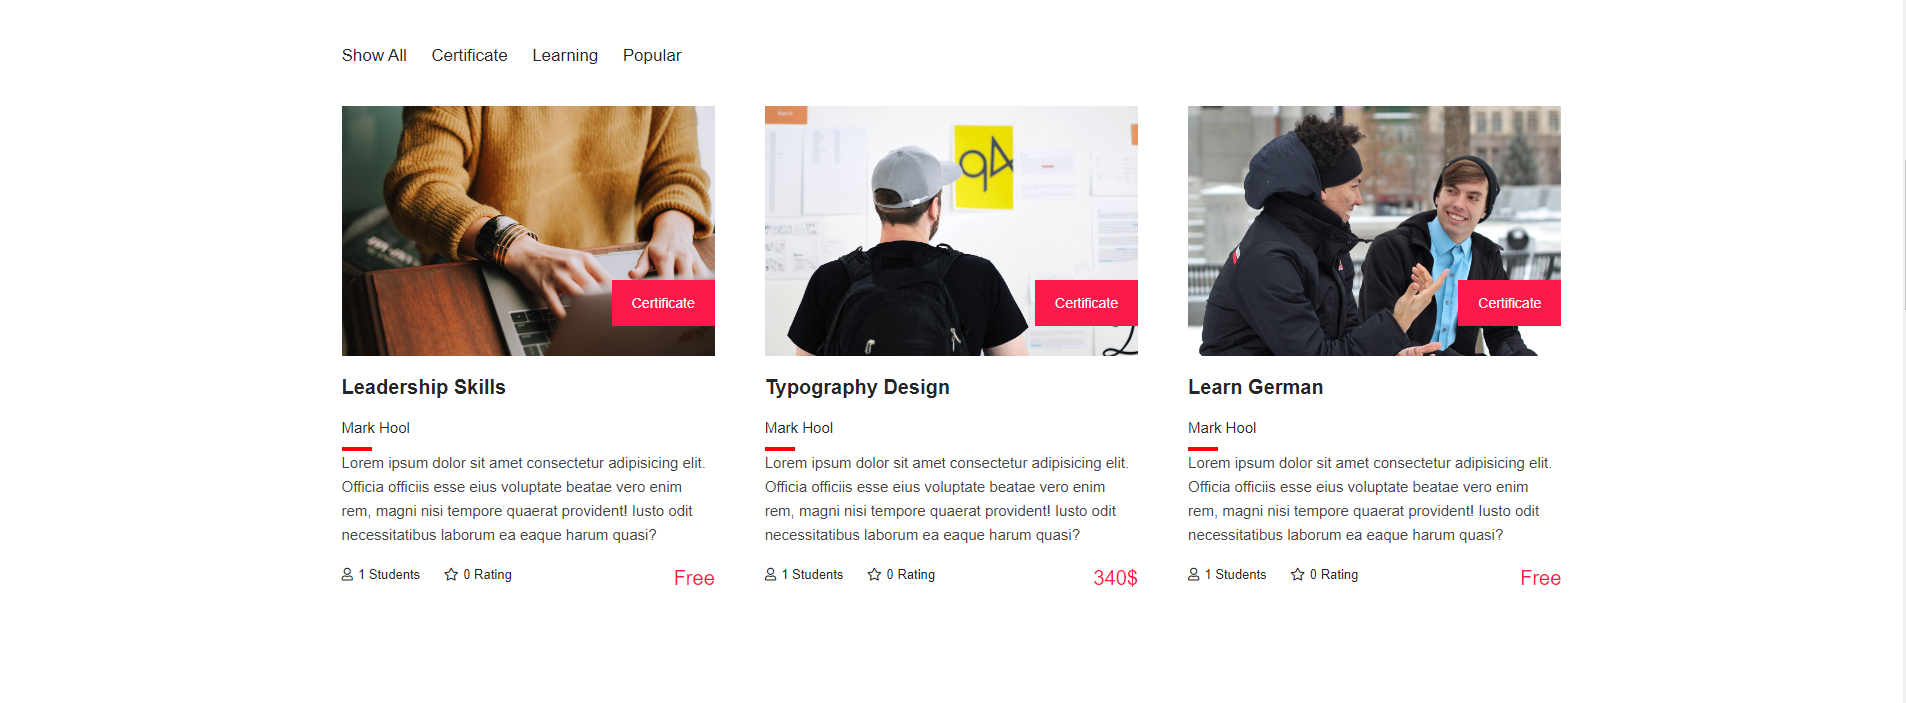 Show All Certificate Learning Popular
Certificate
94
Certificate
Certificate
Leadership Skills
Mark Hool
Lorem ipsum dolor sit amet consectetur adipisicing elit.
Officia officiis esse eius voluptate beatae vero enim
rem, magni nisi tempore quaerat provident! Iusto odit
necessitatibus laborum ea eaque harum quasi?
1 Students 0 Rating Free
Typography Design
Mark Hool
Lorem ipsum dolor sit amet consectetur adipisicing elit.
Officia officiis esse eius voluptate beatae vero enim
rem, magni nisi tempore quaerat provident! Iusto odit
necessitatibus laborum ea eaque harum quasi?
1 Students 0 Rating 340$
Learn German
Mark Hool
Lorem ipsum dolor sit amet consectetur adipisicing elit.
Officia officiis esse eius voluptate beatae vero enim
rem, magni nisi tempore quaerat provident! Iusto odit
necessitatibus laborum ea eaque harum quasi?
1 Students 0 Rating Free